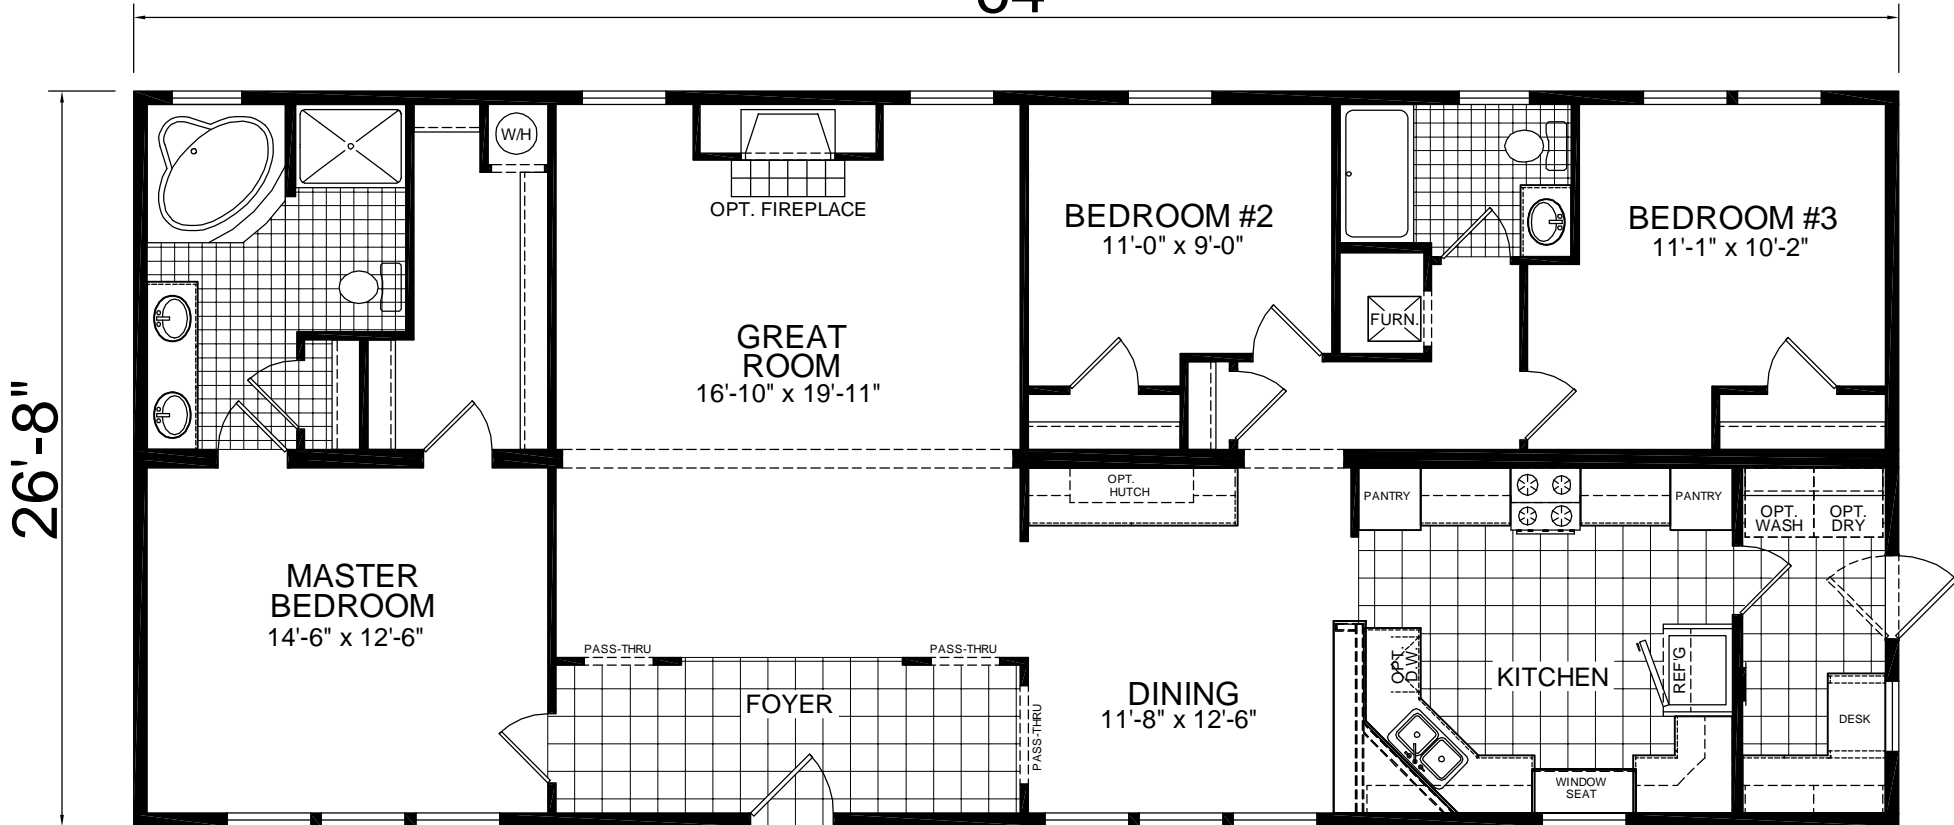 26'-8"
W/H
OPT. FIREPLACE
BEDROOM #2
11'-0" x 9'-0"
BEDROOM #3
11'-1" x 10'-2"
FURN.
GREAT
ROOM
16'-10" x 19'-11"
OPT.
HUTCH
PANTRY
PANTRY
OPT.
WASH
OPT.
DRY
MASTER
BEDROOM
14'-6" x 12'-6"
PASS-THRU
PASS-THRU
FOYER
PASS-THRU
DINING
11'-8" x 12'-6"
OPT.
D.W.
KITCHEN
REF'G
DESK
WINDOW
SEAT